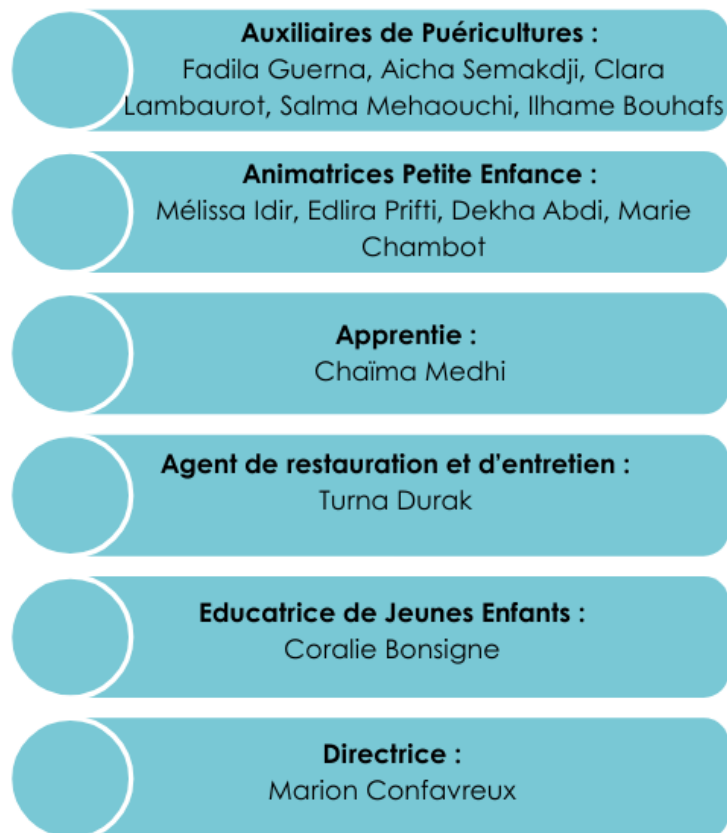 Auxiliaires de Puéricultures :
Fadila Guerna, Aicha Semakdji, Clara
Lambaurot, Salma Mehaouchi, Ilhame Bouhafs
Animatrices Petite Enfance :
Mélissa Idir, Edlira Prifti, Dekha Abdi, Marie
Chambot
Apprentie :
Chaïma Medhi
Agent de restauration et d'entretien :
Turna Durak
Educatrice de Jeunes Enfants :
Coralie Bonsigne
Directrice :
Marion Confavreux